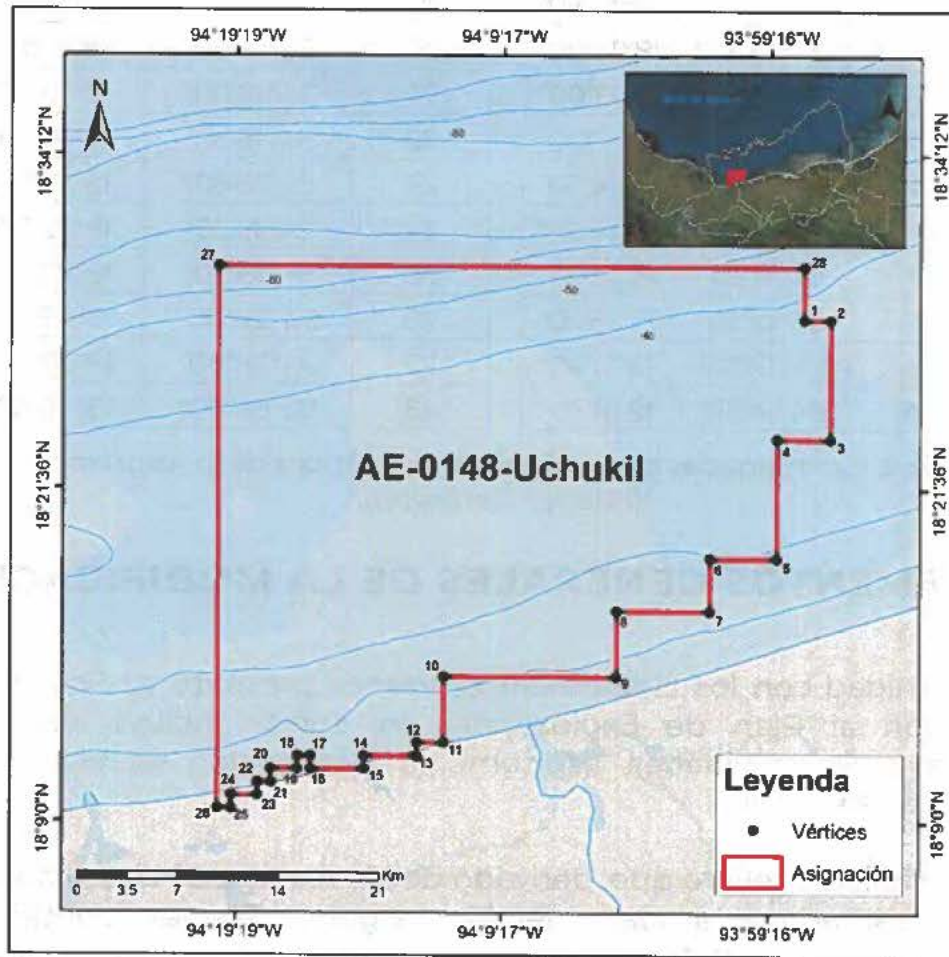 94°19'19"W 94°9'17"W 93°59'16"W
N
18°34'12"N 18°34'12"N
-80
27 28
-60
-50
1 2
-40
4 3
AE-0148-Uchukil
18°21'36"N 18°21'36"N
6 5
8 7
10 9
12 11
18 17 14 13
20 19 16 15
22 21
24 23
26 25
Leyenda
Vértices
Asignación
18°9'0"N 18°9'0"N
Km
0 3.5 7 14 21
94°19'19"W 94°9'17"W 93°59'16"W